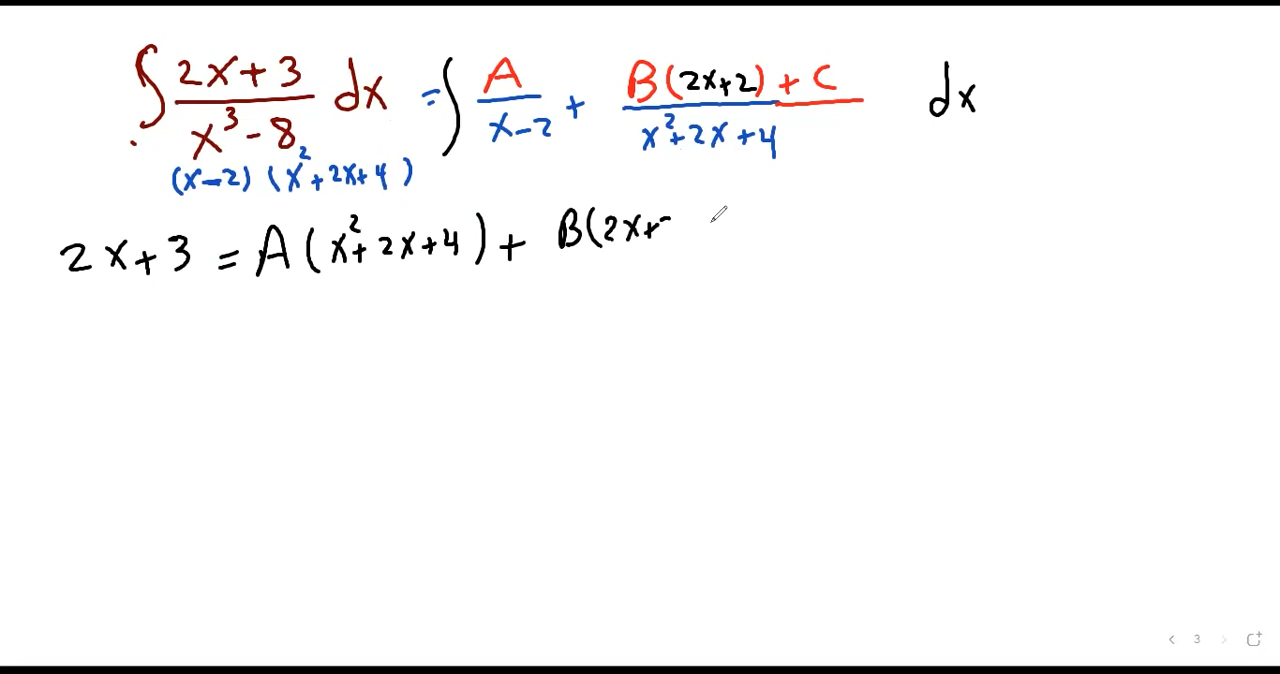 ∫ (2x+3)/(x³-8) dx = ∫ A/(x-2) + (B(2x+2)+C)/(x²+2x+4) dx
(x-2) (x²+2x+4)
2x+3 = A(x²+2x+4) + B(2x+
3